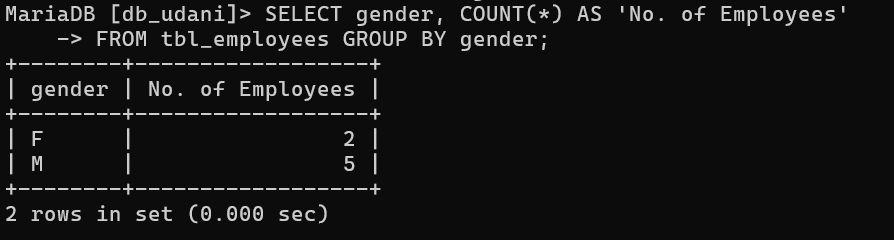 MariaDB [db_udani]> SELECT gender, COUNT(*) AS 'No. of Employees'
    -> FROM tbl_employees GROUP BY gender;
+--------+------------------+
| gender | No. of Employees |
+--------+------------------+
| F      |                2 |
| M      |                5 |
+--------+------------------+
2 rows in set (0.000 sec)